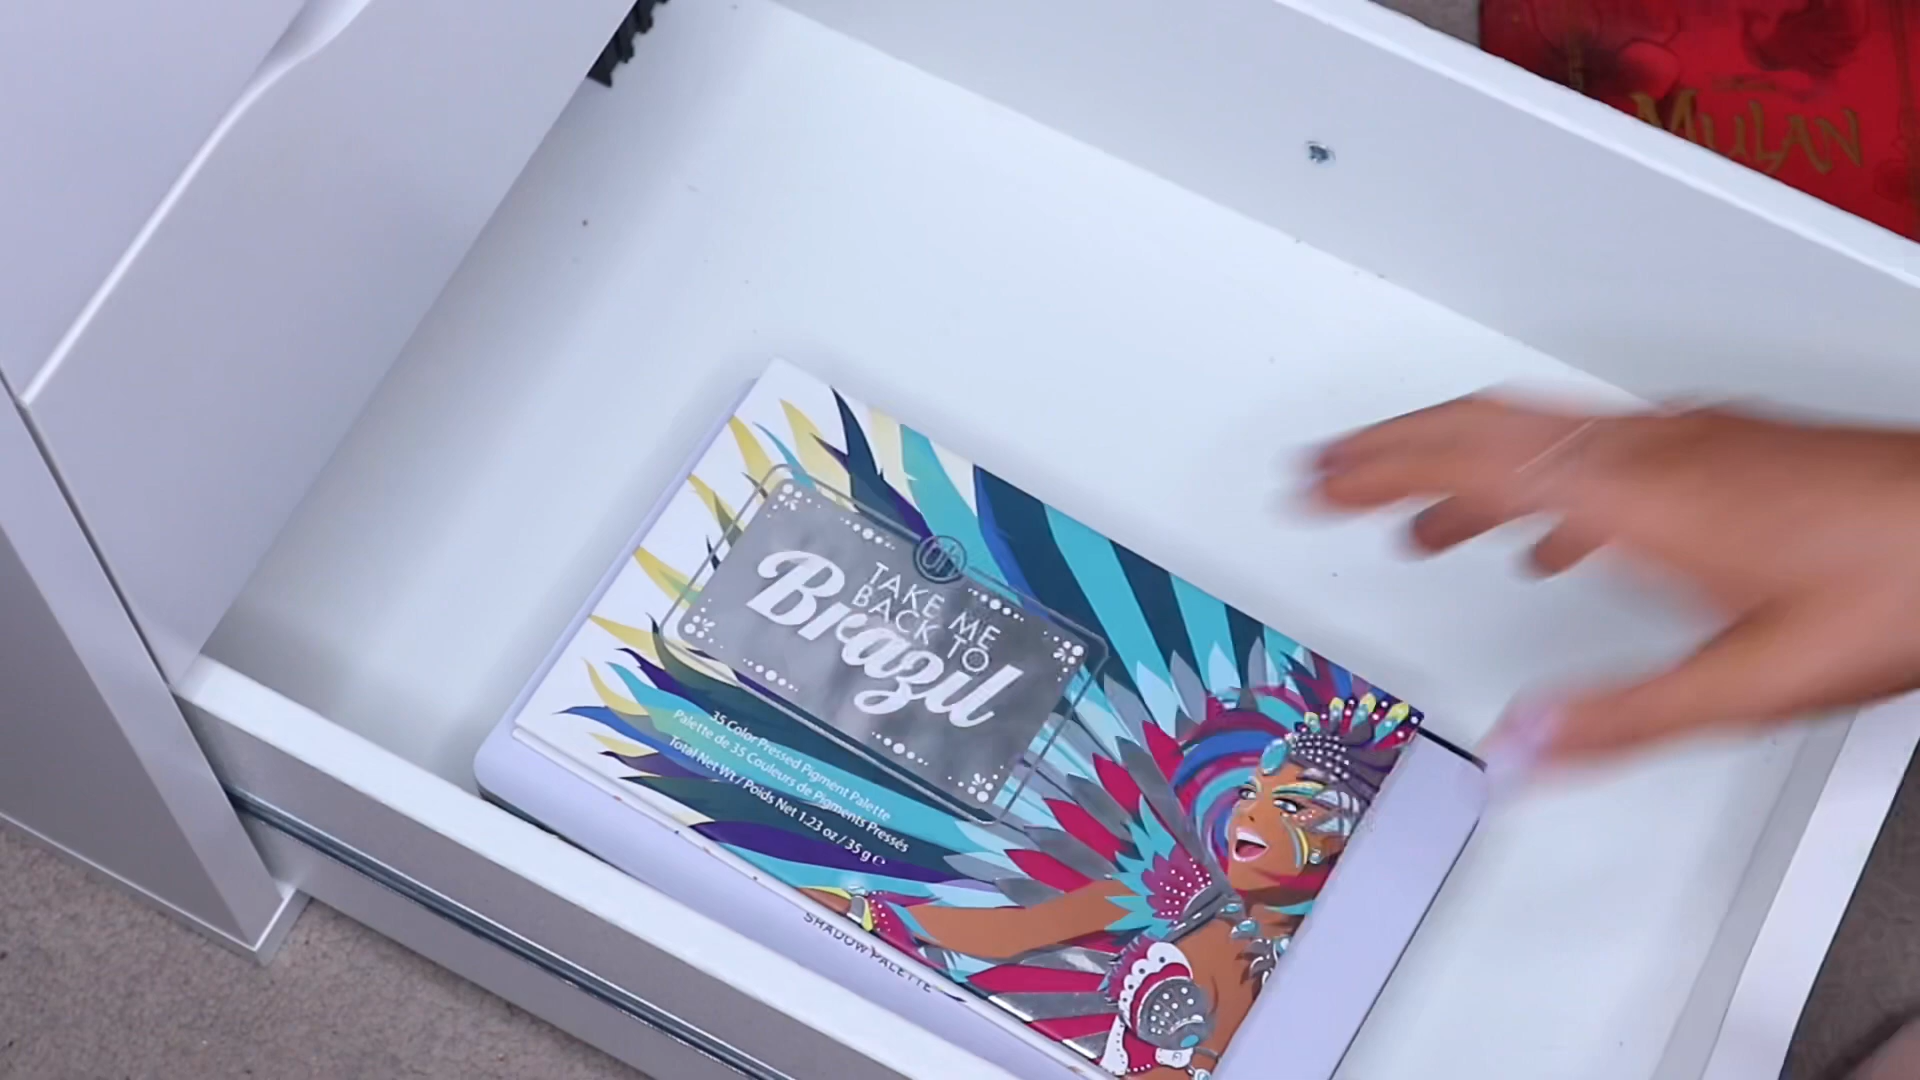 MULAN
bh
TAKE ME
BACK TO
Brazil
35 Color Pressed Pigment Palette
Palette de 35 Couleurs de Pigments Pressés
Total Net Wt / Poids Net 1.23 oz / 35 g ℮
SHADOW PALETTE